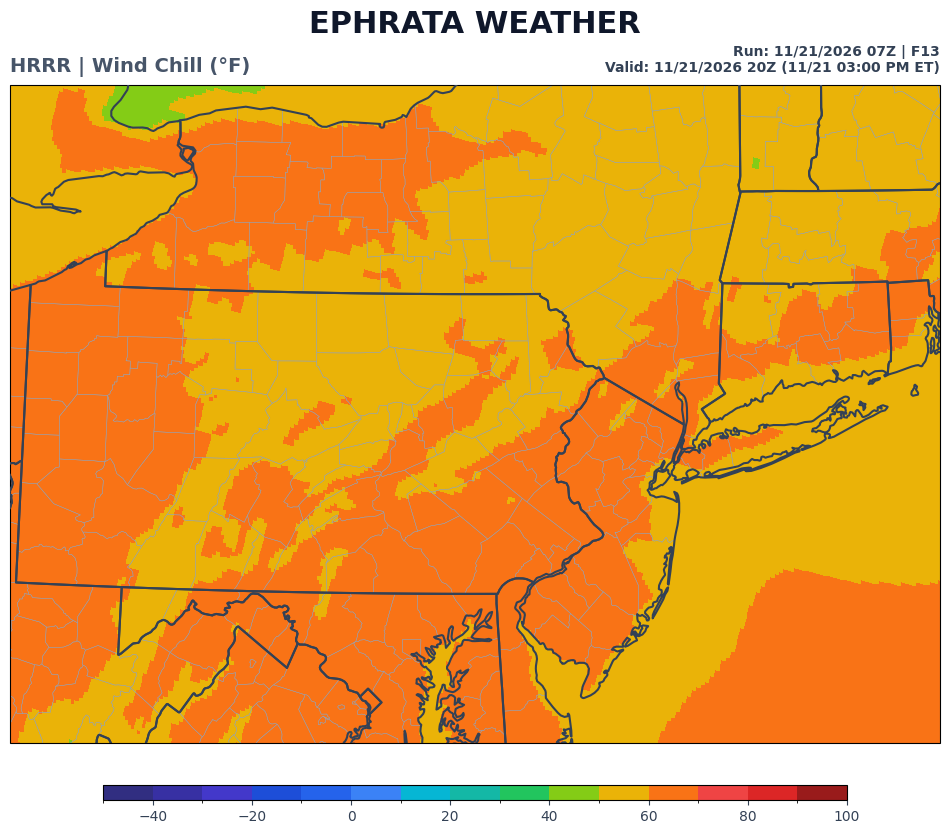 EPHRATA WEATHER
HRRR | Wind Chill (°F)
Run: 11/21/2026 07Z | F13
Valid: 11/21/2026 20Z (11/21 03:00 PM ET)
−40 −20 0 20 40 60 80 100